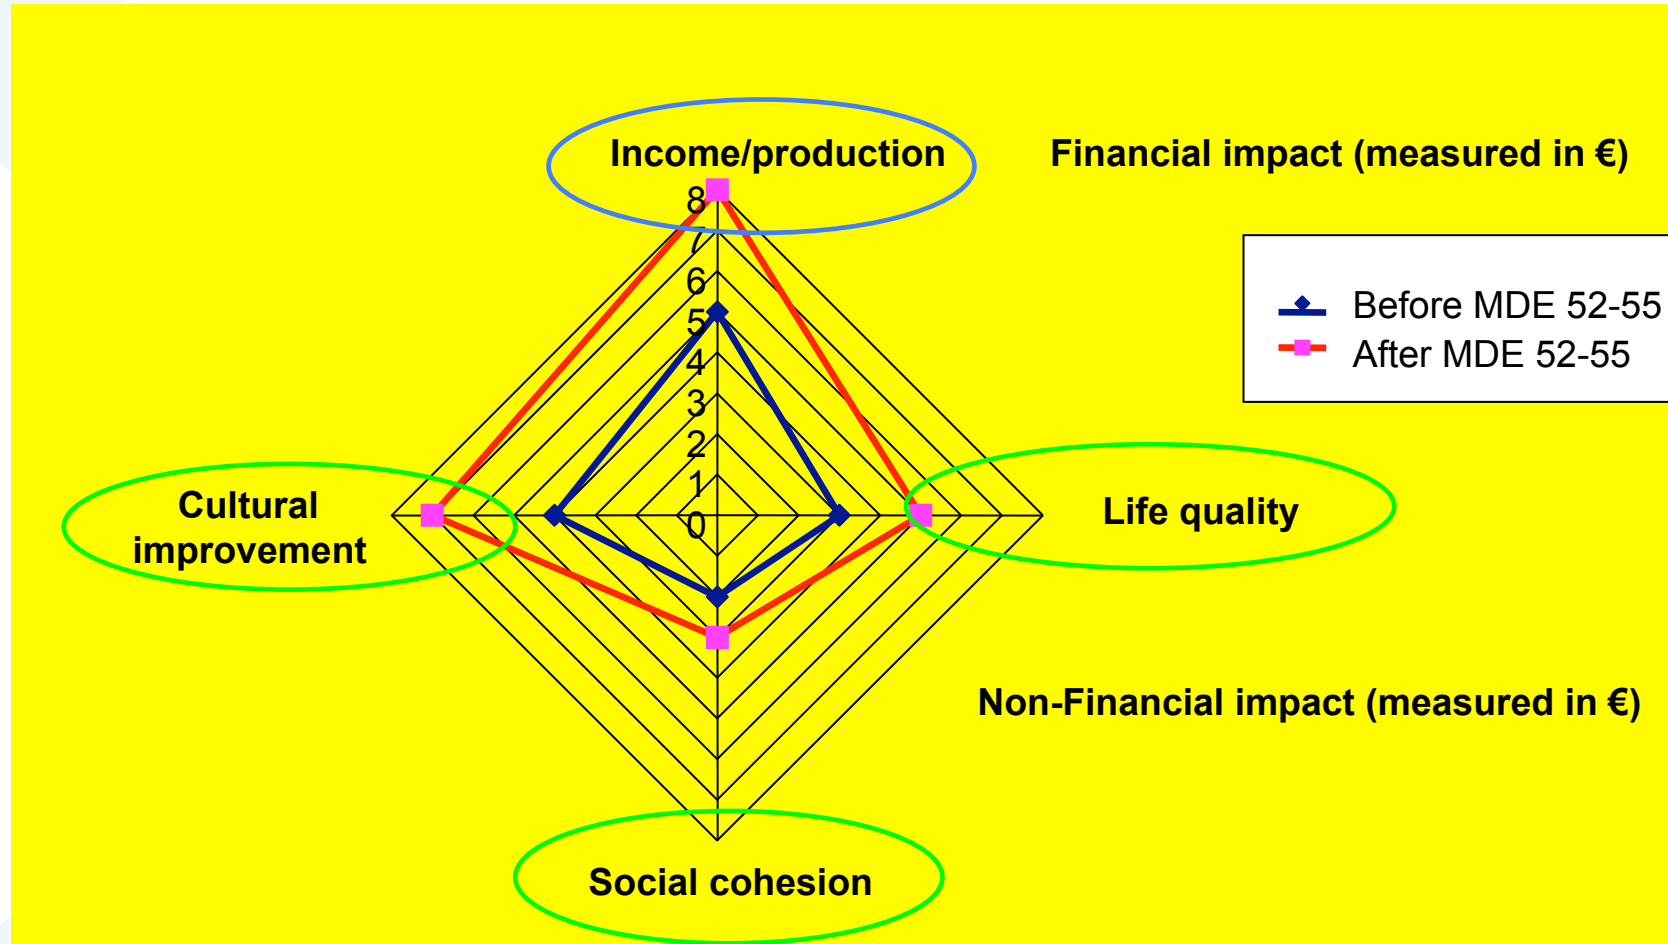 Income/production
Financial impact (measured in €)
8
7
6
5
4
3
2
1
0
Before MDE 52-55
After MDE 52-55
Cultural
improvement
Life quality
Non-Financial impact (measured in €)
Social cohesion